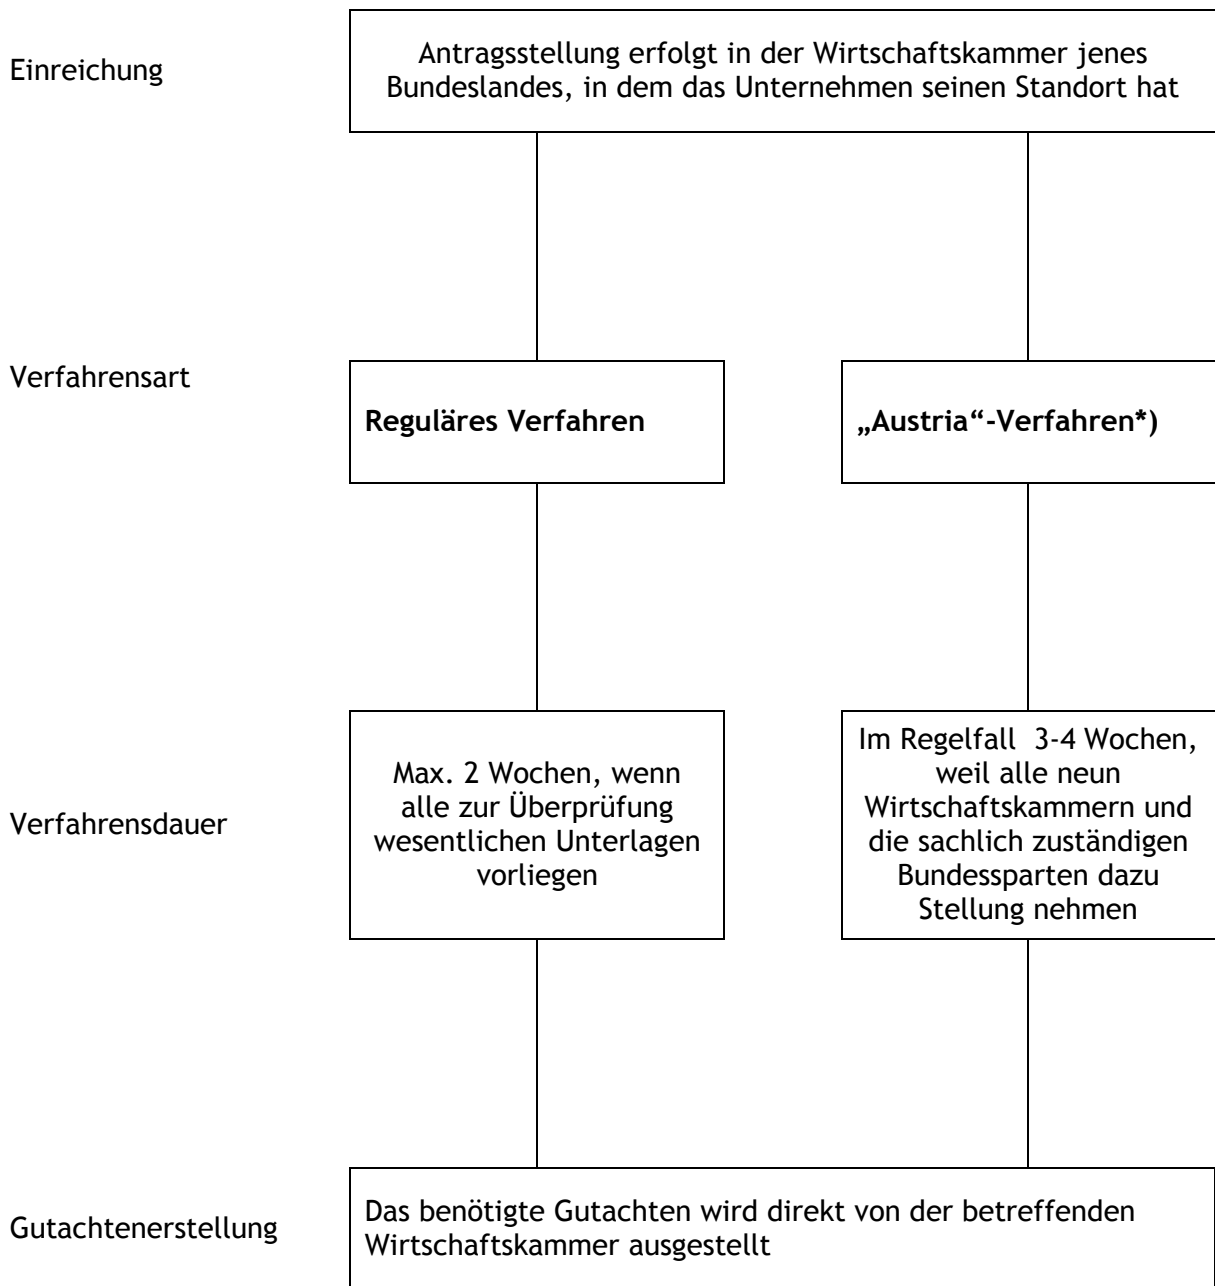 Einreichung
Antragsstellung erfolgt in der Wirtschaftskammer jenes
Bundeslandes, in dem das Unternehmen seinen Standort hat
Verfahrensart
Reguläres Verfahren
„Austria“-Verfahren*)
Verfahrensdauer
Max. 2 Wochen, wenn
alle zur Überprüfung
wesentlichen Unterlagen
vorliegen
Im Regelfall 3-4 Wochen,
weil alle neun
Wirtschaftskammern und
die sachlich zuständigen
Bundessparten dazu
Stellung nehmen
Gutachtenerstellung
Das benötigte Gutachten wird direkt von der betreffenden
Wirtschaftskammer ausgestellt